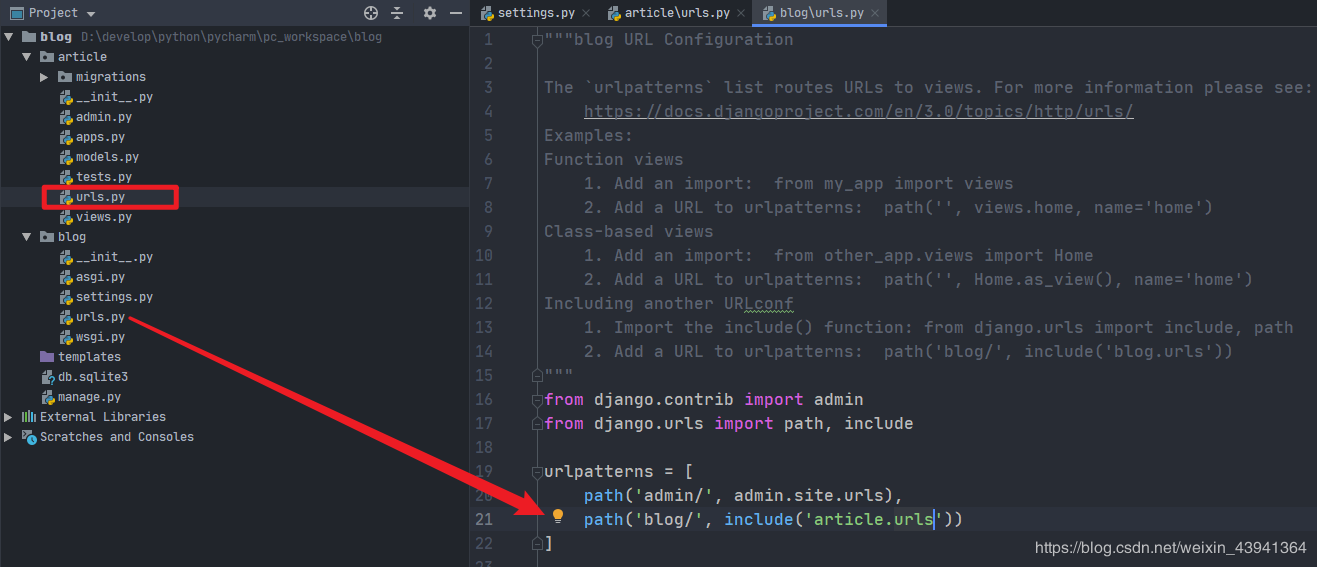 Project
blog D:\develop\python\pycharm\pc_workspace\blog
article
migrations
__init__.py
admin.py
apps.py
models.py
tests.py
urls.py
views.py
blog
__init__.py
asgi.py
settings.py
urls.py
wsgi.py
templates
db.sqlite3
manage.py
External Libraries
Scratches and Consoles
settings.py × article\urls.py × blog\urls.py ×
1 """blog URL Configuration
2
3 The `urlpatterns` list routes URLs to views. For more information please see:
4 https://docs.djangoproject.com/en/3.0/topics/http/urls/
5 Examples:
6 Function views
7 1. Add an import:  from my_app import views
8 2. Add a URL to urlpatterns:  path('', views.home, name='home')
9 Class-based views
10 1. Add an import:  from other_app.views import Home
11 2. Add a URL to urlpatterns:  path('', Home.as_view(), name='home')
12 Including another URLconf
13 1. Import the include() function: from django.urls import include, path
14 2. Add a URL to urlpatterns:  path('blog/', include('blog.urls'))
15 """
16 from django.contrib import admin
17 from django.urls import path, include
18
19 urlpatterns = [
20 path('admin/', admin.site.urls),
21 path('blog/', include('article.urls'))
22 ]
https://blog.csdn.net/weixin_43941364